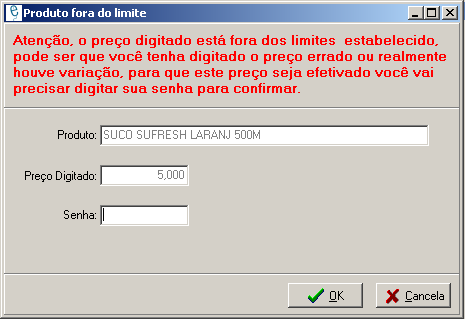 Produto fora do limite
Atenção, o preço digitado está fora dos limites  estabelecido,
pode ser que você tenha digitado o preço errado ou realmente
houve variação, para que este preço seja efetivado você vai
precisar digitar sua senha para confirmar.
Produto: SUCO SUFRESH LARANJ 500M
Preço Digitado: 5,000
Senha:
OK Cancela